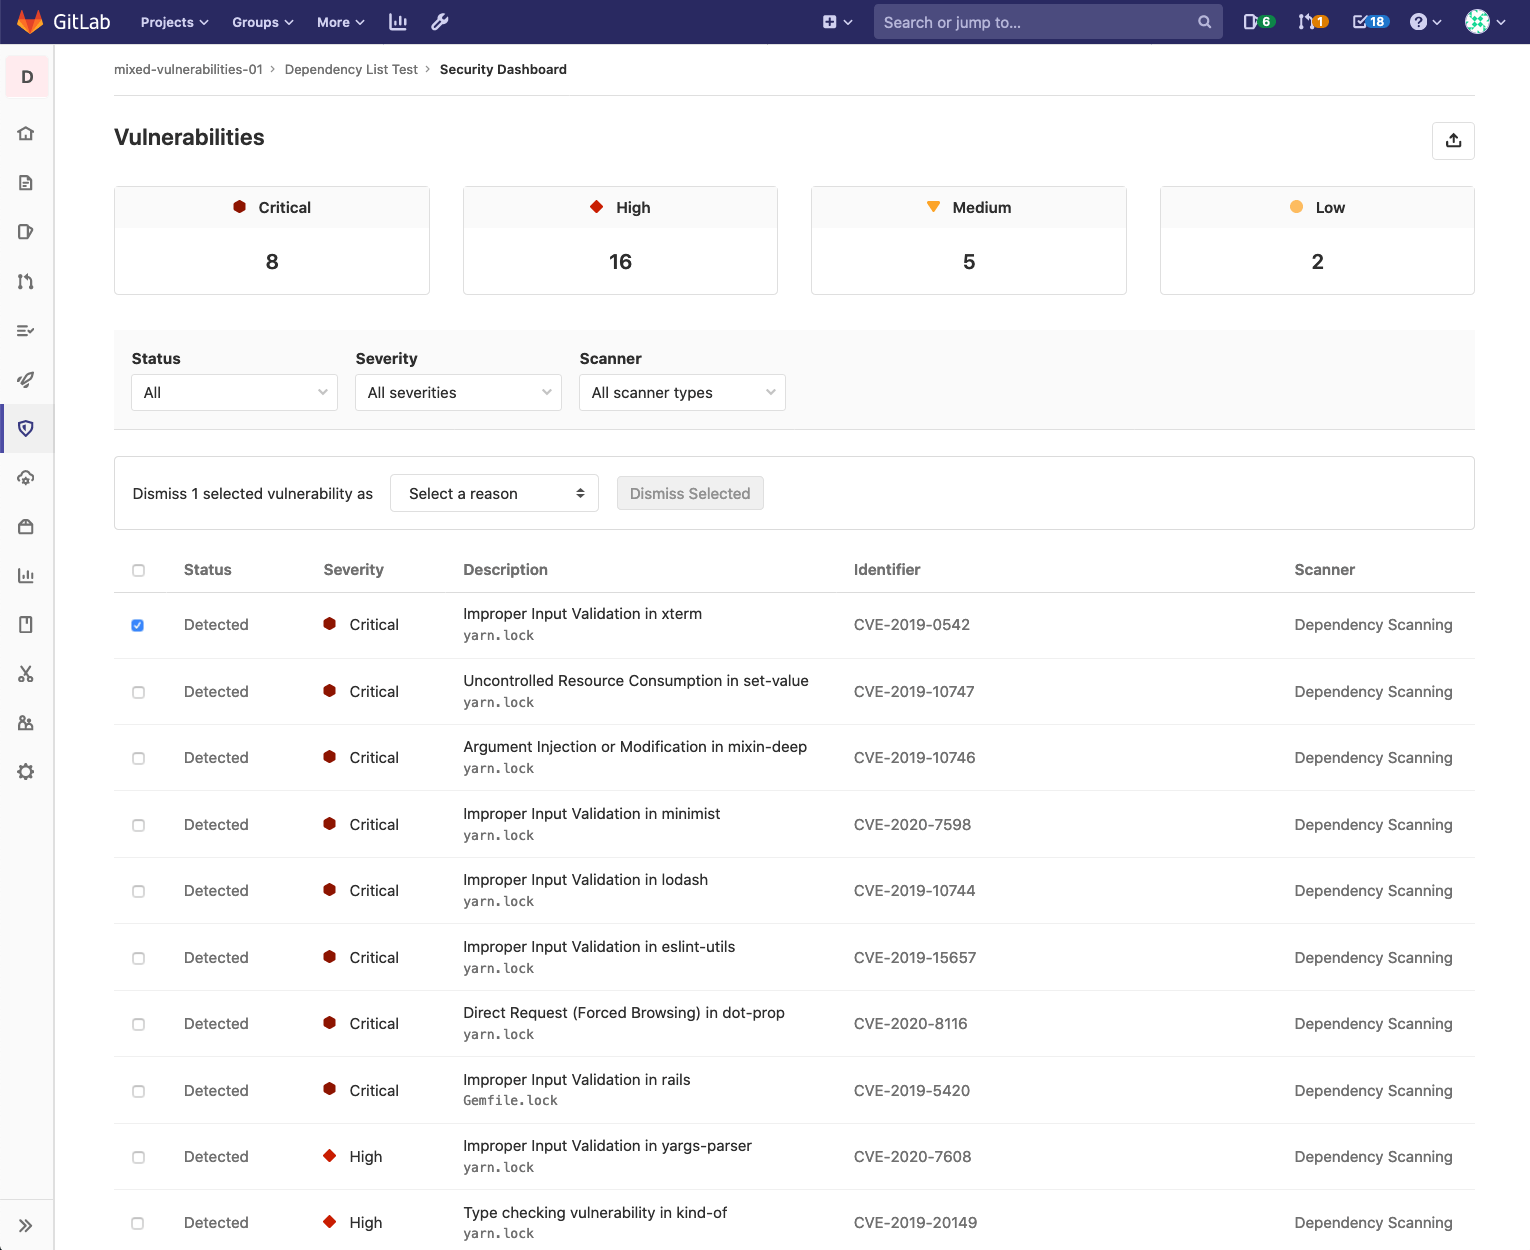 GitLab Projects Groups More Search or jump to... 6 1 18
D
mixed-vulnerabilities-01 › Dependency List Test › Security Dashboard
Vulnerabilities
Critical High Medium Low
8 16 5 2
Status Severity Scanner
All All severities All scanner types
Dismiss 1 selected vulnerability as Select a reason Dismiss Selected
Status Severity Description Identifier Scanner
Detected Critical Improper Input Validation in xterm CVE-2019-0542 Dependency Scanning
yarn.lock
Detected Critical Uncontrolled Resource Consumption in set-value CVE-2019-10747 Dependency Scanning
yarn.lock
Detected Critical Argument Injection or Modification in mixin-deep CVE-2019-10746 Dependency Scanning
yarn.lock
Detected Critical Improper Input Validation in minimist CVE-2020-7598 Dependency Scanning
yarn.lock
Detected Critical Improper Input Validation in lodash CVE-2019-10744 Dependency Scanning
yarn.lock
Detected Critical Improper Input Validation in eslint-utils CVE-2019-15657 Dependency Scanning
yarn.lock
Detected Critical Direct Request (Forced Browsing) in dot-prop CVE-2020-8116 Dependency Scanning
yarn.lock
Detected Critical Improper Input Validation in rails CVE-2019-5420 Dependency Scanning
Gemfile.lock
Detected High Improper Input Validation in yargs-parser CVE-2020-7608 Dependency Scanning
yarn.lock
Detected High Type checking vulnerability in kind-of CVE-2019-20149 Dependency Scanning
yarn.lock